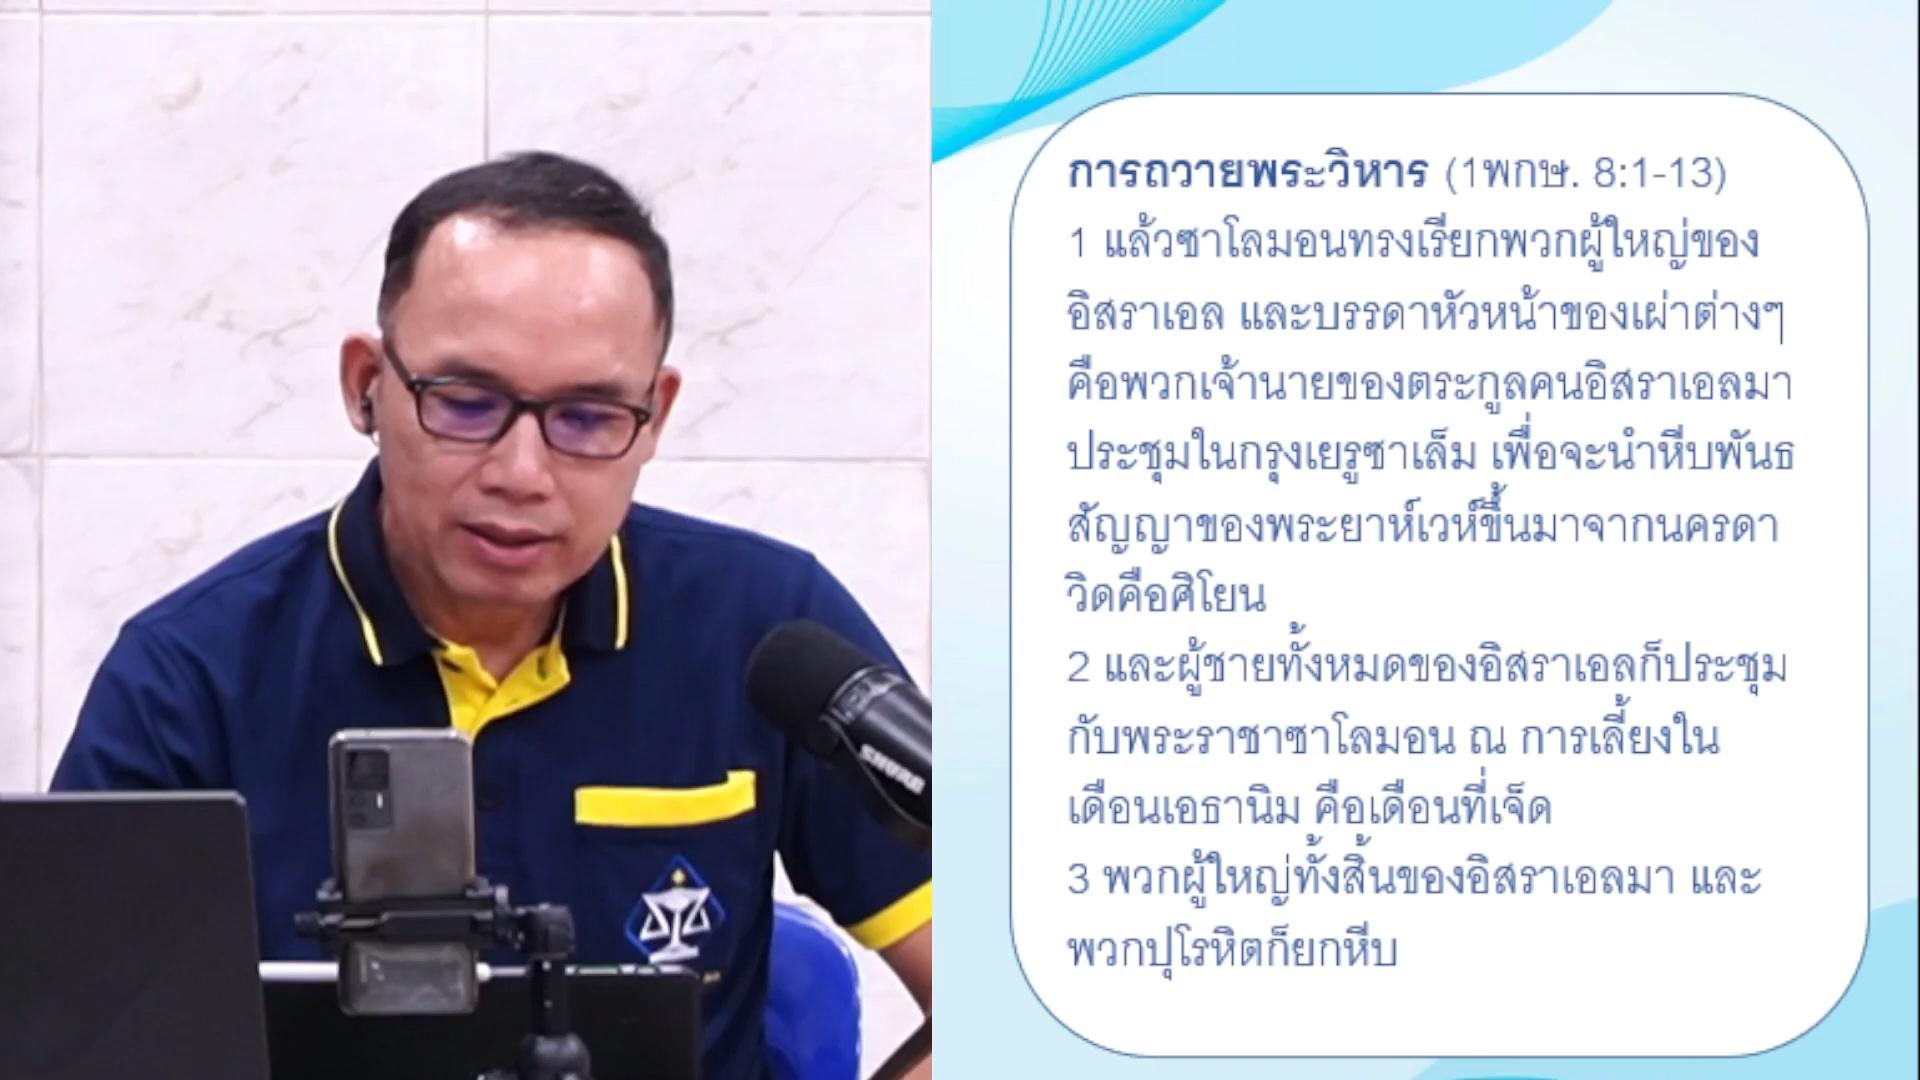 การถวายพระวิหาร (1พกษ. 8:1-13)
1 แล้วซาโลมอนทรงเรียกพวกผู้ใหญ่ของ
อิสราเอล และบรรดาหัวหน้าของเผ่าต่างๆ
คือพวกเจ้านายของตระกูลคนอิสราเอลมา
ประชุมในกรุงเยรูซาเล็ม เพื่อจะนำหีบพันธ
สัญญาของพระยาห์เวห์ขึ้นมาจากนครดา
วิดคือศิโยน
2 และผู้ชายทั้งหมดของอิสราเอลก็ประชุม
กับพระราชาซาโลมอน ณ การเลี้ยงใน
เดือนเอธานิม คือเดือนที่เจ็ด
3 พวกผู้ใหญ่ทั้งสิ้นของอิสราเอลมา และ
พวกปุโรหิตก็ยกหีบ
SHURE